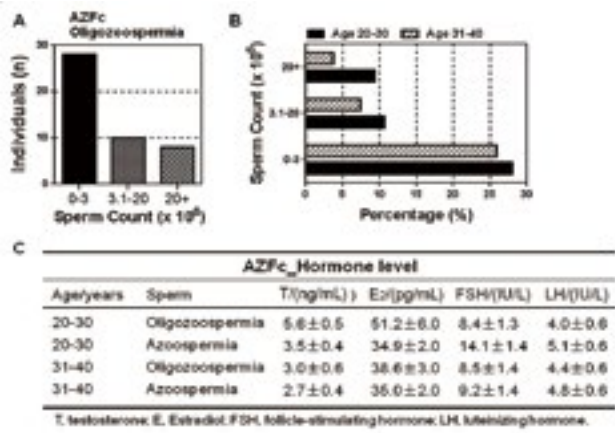 A
AZFc
Oligozoospermia
Individuals (n)
30
20
10
0
0-3 3.1-20 20+
Sperm Count (x 10⁶)
B
Age 20-30 Age 31-40
Sperm Count (x 10⁶)
20+
3.1-20
0-3
0 5 10 15 20 25 30
Percentage (%)
C
AZFc_Hormone level
Age/years Sperm T/(ng/mL) ) E₂/(pg/mL) FSH/(IU/L) LH/(IU/L)
20-30 Oligozoospermia 5.6±0.5 51.2±6.0 8.4±1.3 4.0±0.6
20-30 Azoospermia 3.5±0.4 34.9±2.0 14.1±1.4 5.1±0.6
31-40 Oligozoospermia 3.0±0.6 38.6±3.0 8.5±1.4 4.4±0.6
31-40 Azoospermia 2.7±0.4 35.0±2.0 9.2±1.4 4.8±0.6
T, testosterone; E, Estradiol; FSH, follicle-stimulating hormone; LH, luteinizing hormone.